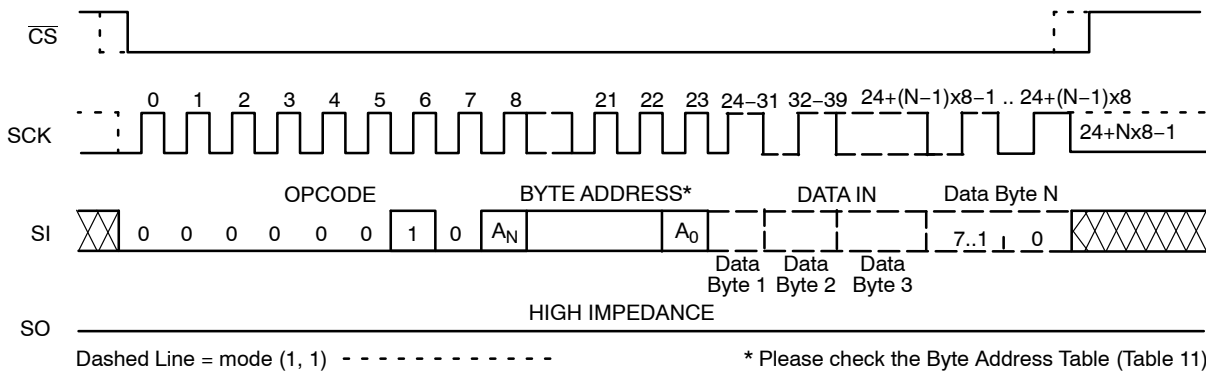 CS
0 1 2 3 4 5 6 7 8 21 22 23 24−31 32−39 24+(N−1)x8−1 .. 24+(N−1)x8
SCK
24+Nx8−1
OPCODE BYTE ADDRESS* DATA IN Data Byte N
SI 0 0 0 0 0 0 1 0 AN A0 7..1 0
Data Byte 1 Data Byte 2 Data Byte 3
HIGH IMPEDANCE
SO
Dashed Line = mode (1, 1) * Please check the Byte Address Table (Table 11)